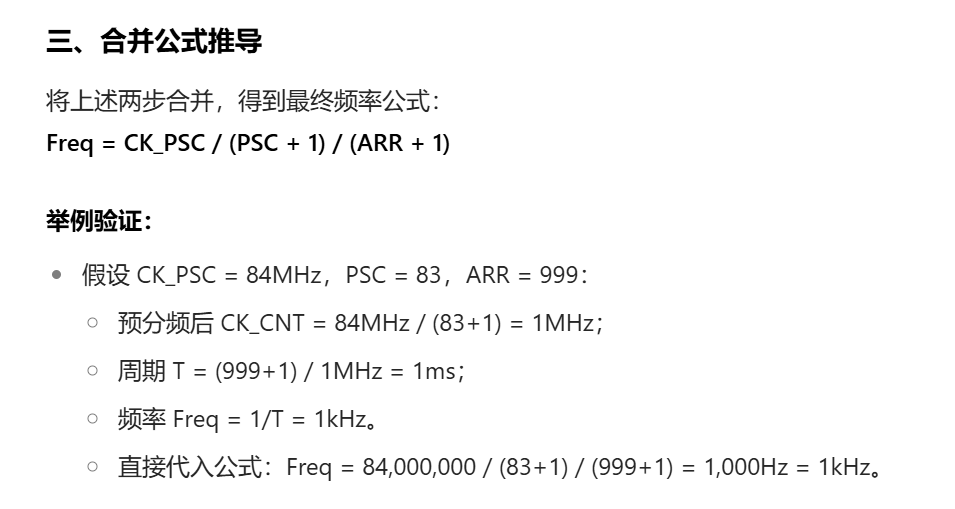 三、合并公式推导
将上述两步合并，得到最终频率公式：
Freq = CK_PSC / (PSC + 1) / (ARR + 1)
举例验证：
假设 CK_PSC = 84MHz，PSC = 83，ARR = 999：
预分频后 CK_CNT = 84MHz / (83+1) = 1MHz；
周期 T = (999+1) / 1MHz = 1ms；
频率 Freq = 1/T = 1kHz。
直接代入公式：Freq = 84,000,000 / (83+1) / (999+1) = 1,000Hz = 1kHz。